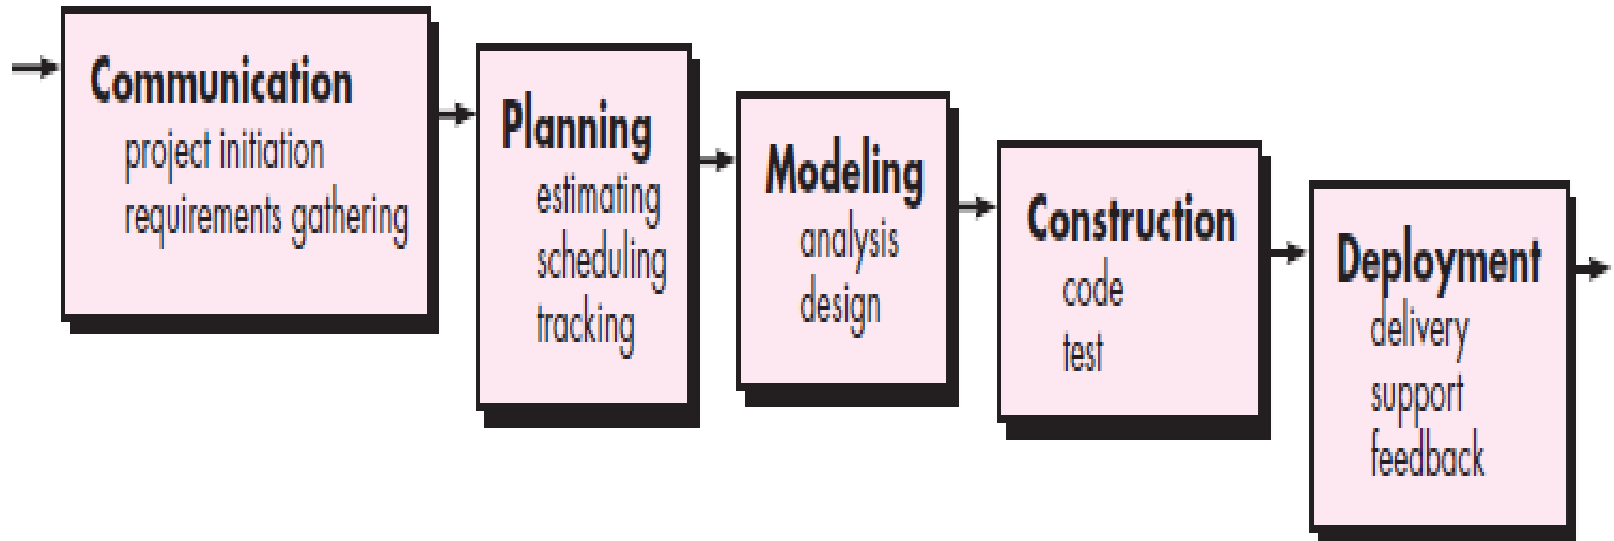 Communication
project initiation
requirements gathering
Planning
estimating
scheduling
tracking
Modeling
analysis
design
Construction
code
test
Deployment
delivery
support
feedback